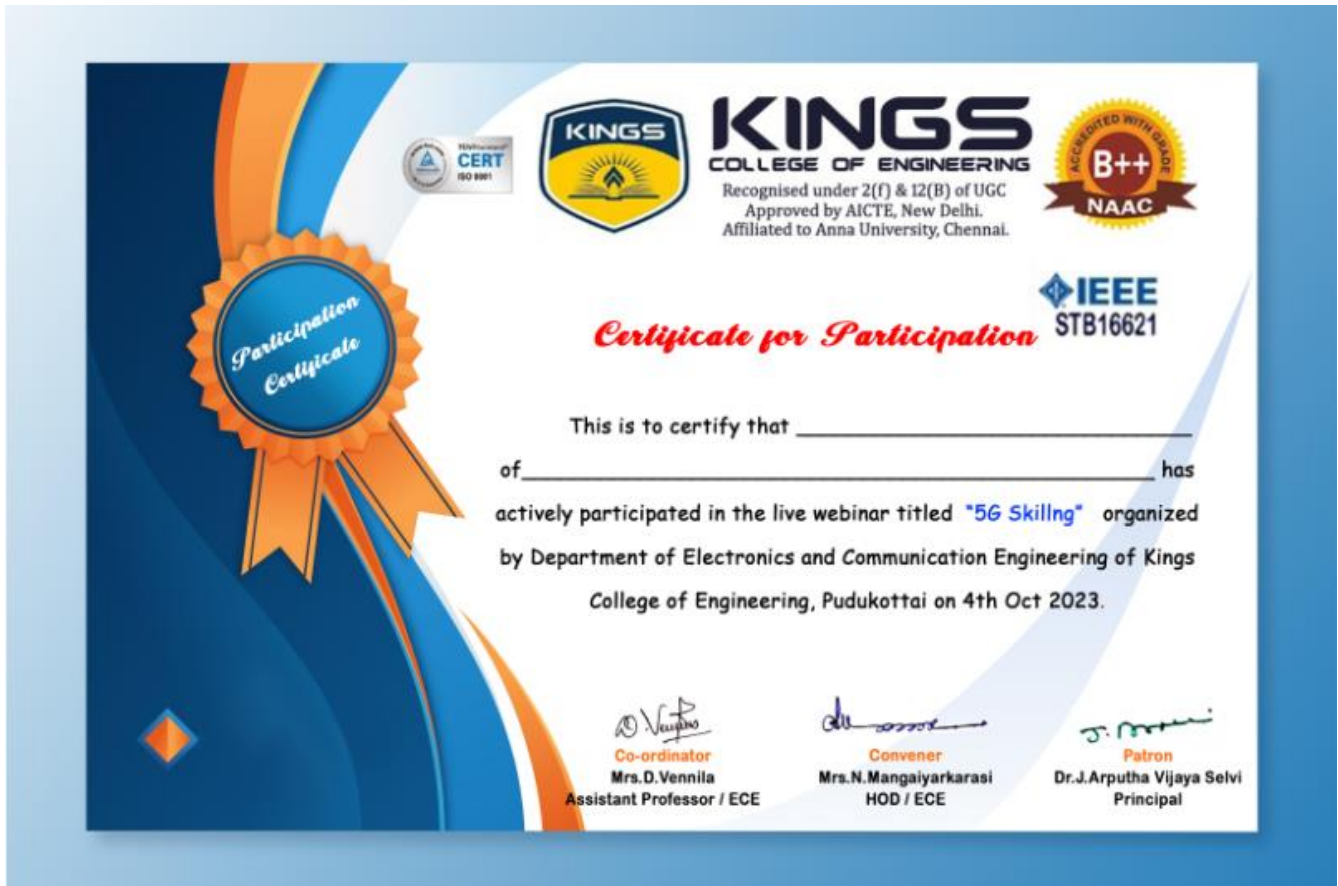 TÜVRheinland
CERT
ISO 9001
KINGS
KINGS
COLLEGE OF ENGINEERING
Recognised under 2(f) & 12(B) of UGC
Approved by AICTE, New Delhi.
Affiliated to Anna University, Chennai.
ACCREDITED WITH GRADE
B++
NAAC
IEEE
STB16621
Participation
Certificate
Certificate for Participation
This is to certify that
of has
actively participated in the live webinar titled "5G Skillng" organized
by Department of Electronics and Communication Engineering of Kings
College of Engineering, Pudukottai on 4th Oct 2023.
D. Vennila
Co-ordinator
Mrs.D.Vennila
Assistant Professor / ECE
Convener
Mrs.N.Mangaiyarkarasi
HOD / ECE
Patron
Dr.J.Arputha Vijaya Selvi
Principal